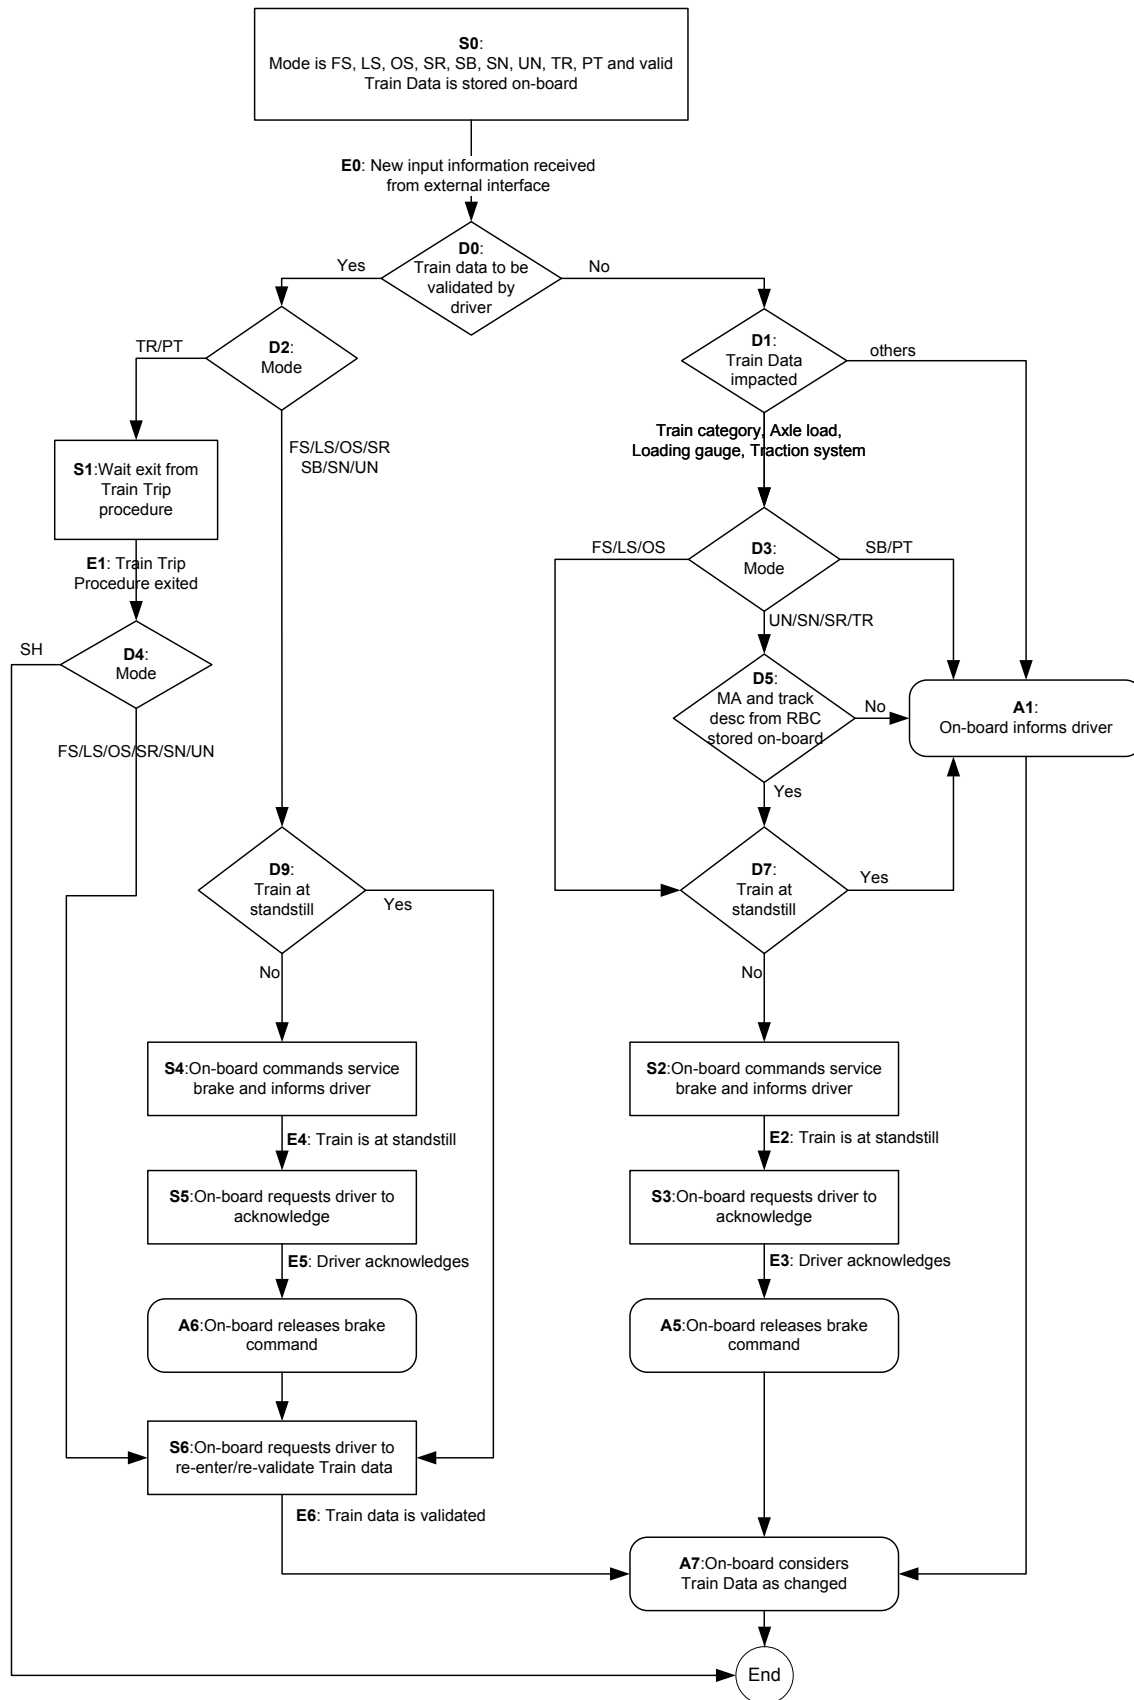 S0:
Mode is FS, LS, OS, SR, SB, SN, UN, TR, PT and valid
Train Data is stored on-board
E0: New input information received
from external interface
D0:
Train data to be
validated by
driver
Yes
No
D2:
Mode
TR/PT
D1:
Train Data
impacted
others
FS/LS/OS/SR
SB/SN/UN
Train category, Axle load,
Loading gauge, Traction system
S1:Wait exit from
Train Trip
procedure
E1: Train Trip
Procedure exited
FS/LS/OS
D3:
Mode
SB/PT
UN/SN/SR/TR
SH
D4:
Mode
D5:
MA and track
desc from RBC
stored on-board
No
A1:
On-board informs driver
FS/LS/OS/SR/SN/UN
Yes
D9:
Train at
standstill
Yes
D7:
Train at
standstill
Yes
No
No
S4:On-board commands service
brake and informs driver
S2:On-board commands service
brake and informs driver
E4: Train is at standstill
E2: Train is at standstill
S5:On-board requests driver to
acknowledge
S3:On-board requests driver to
acknowledge
E5: Driver acknowledges
E3: Driver acknowledges
A6:On-board releases brake
command
A5:On-board releases brake
command
S6:On-board requests driver to
re-enter/re-validate Train data
E6: Train data is validated
A7:On-board considers
Train Data as changed
End